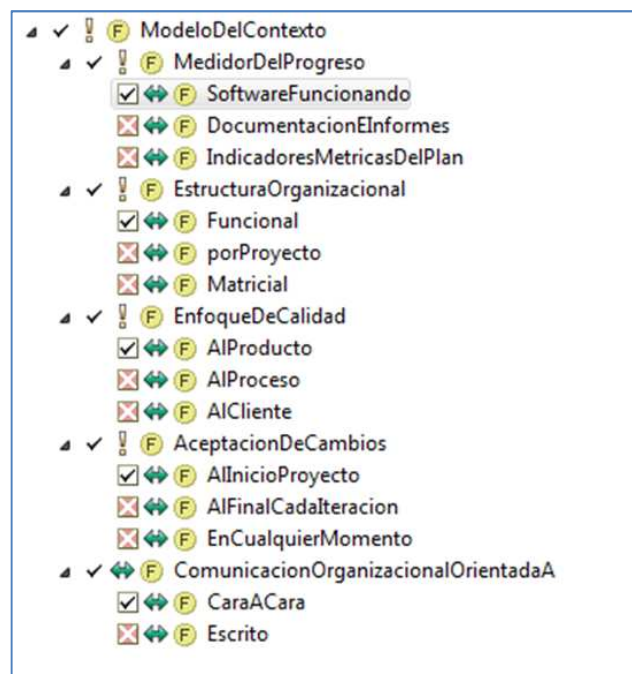 F ModeloDelContexto
F MedidorDelProgreso
F SoftwareFuncionando
F DocumentacionEInformes
F IndicadoresMetricasDelPlan
F EstructuraOrganizacional
F Funcional
F porProyecto
F Matricial
F EnfoqueDeCalidad
F AlProducto
F AlProceso
F AlCliente
F AceptacionDeCambios
F AlInicioProyecto
F AlFinalCadaIteracion
F EnCualquierMomento
F ComunicacionOrganizacionalOrientadaA
F CaraACara
F Escrito